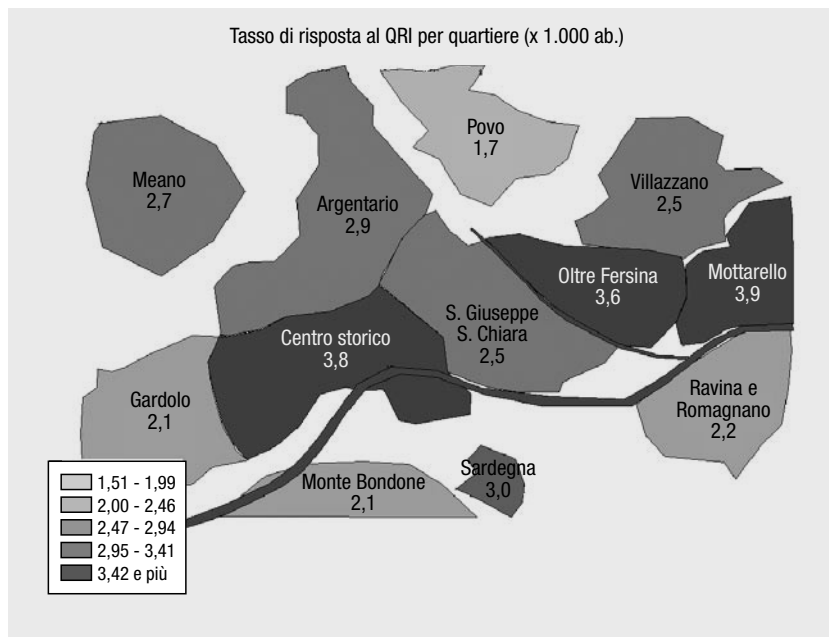 Tasso di risposta al QRI per quartiere (x 1.000 ab.)
Povo
1,7
Meano
2,7
Villazzano
2,5
Argentario
2,9
Oltre Fersina
3,6
Mottarello
3,9
S. Giuseppe
S. Chiara
2,5
Centro storico
3,8
Gardolo
2,1
Ravina e
Romagnano
2,2
Sardegna
3,0
Monte Bondone
2,1
1,51 - 1,99
2,00 - 2,46
2,47 - 2,94
2,95 - 3,41
3,42 e più